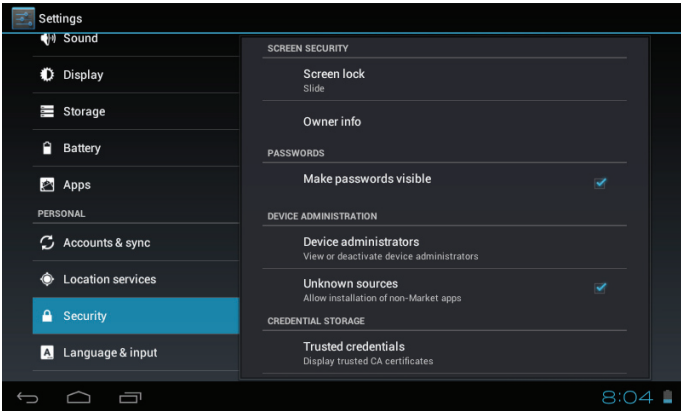 Settings
Sound
Display
Storage
Battery
Apps
PERSONAL
Accounts & sync
Location services
Security
Language & input
SCREEN SECURITY
Screen lock
Slide
Owner info
PASSWORDS
Make passwords visible
DEVICE ADMINISTRATION
Device administrators
View or deactivate device administrators
Unknown sources
Allow installation of non-Market apps
CREDENTIAL STORAGE
Trusted credentials
Display trusted CA certificates
8:04